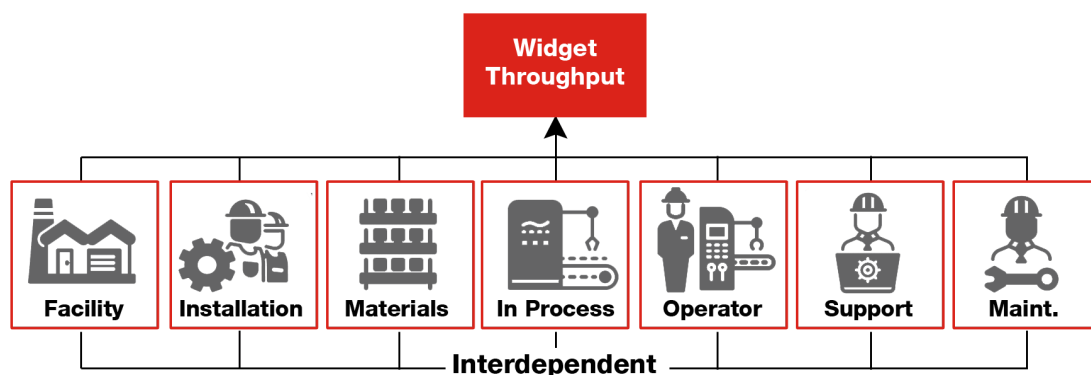 Widget
Throughput
Facility
Installation
Materials
In Process
Operator
Support
Maint.
Interdependent